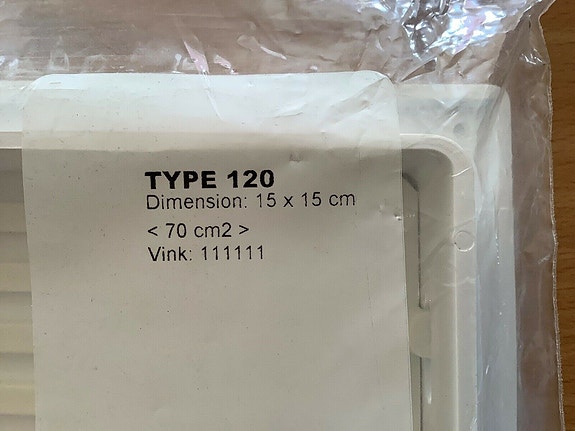 TYPE 120
Dimension: 15 x 15 cm
< 70 cm2 >
Vink: 111111